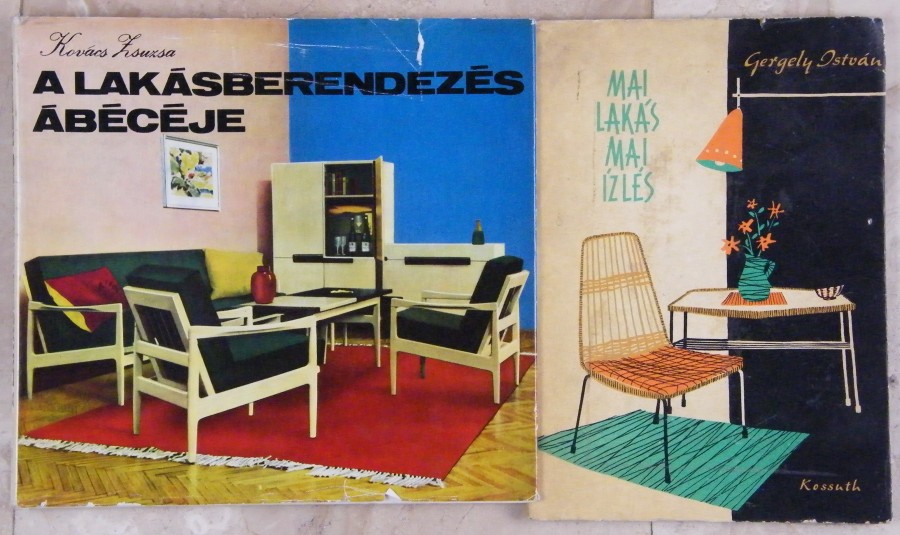 Kovács Zsuzsa
A LAKÁSBERENDEZÉS
ÁBÉCÉJE
Gergely István
MAI
LAKÁS
MAI
ÍZLÉS
Kossuth